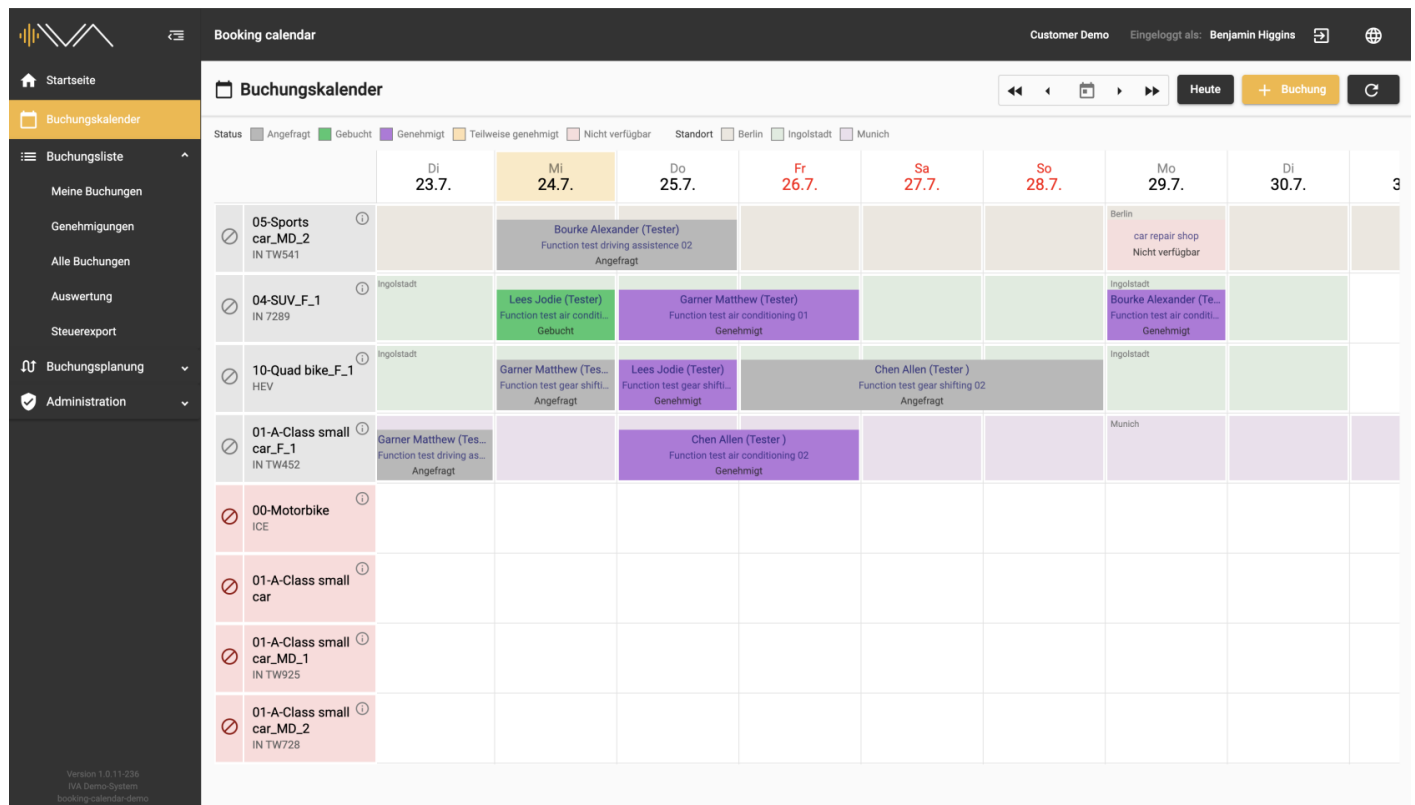 IVA
Booking calendar
Customer Demo
Eingeloggt als: Benjamin Higgins
Startseite
Buchungskalender
Buchungsliste
Meine Buchungen
Genehmigungen
Alle Buchungen
Auswertung
Steuerexport
Buchungsplanung
Administration
Version 1.0.11-236
IVA Demo-System
booking-calendar-demo
Buchungskalender
Heute
+ Buchung
Status Angefragt Gebucht Genehmigt Teilweise genehmigt Nicht verfügbar Standort Berlin Ingolstadt Munich
Di Mi Do Fr Sa So Mo Di
23.7. 24.7. 25.7. 26.7. 27.7. 28.7. 29.7. 30.7. 3
05-Sports
car_MD_2
IN TW541
Bourke Alexander (Tester)
Function test driving assistence 02
Angefragt
Berlin
car repair shop
Nicht verfügbar
04-SUV_F_1
IN 7289
Ingolstadt
Lees Jodie (Tester)
Function test air conditi...
Gebucht
Garner Matthew (Tester)
Function test air conditioning 01
Genehmigt
Ingolstadt
Bourke Alexander (Te...
Function test air conditi...
Genehmigt
10-Quad bike_F_1
HEV
Ingolstadt
Garner Matthew (Tes...
Function test gear shifti...
Angefragt
Lees Jodie (Tester)
Function test gear shifti...
Genehmigt
Chen Allen (Tester )
Function test gear shifting 02
Angefragt
Ingolstadt
01-A-Class small
car_F_1
IN TW452
Garner Matthew (Tes...
Function test driving as...
Angefragt
Chen Allen (Tester )
Function test air conditioning 02
Genehmigt
Munich
00-Motorbike
ICE
01-A-Class small
car
01-A-Class small
car_MD_1
IN TW925
01-A-Class small
car_MD_2
IN TW728